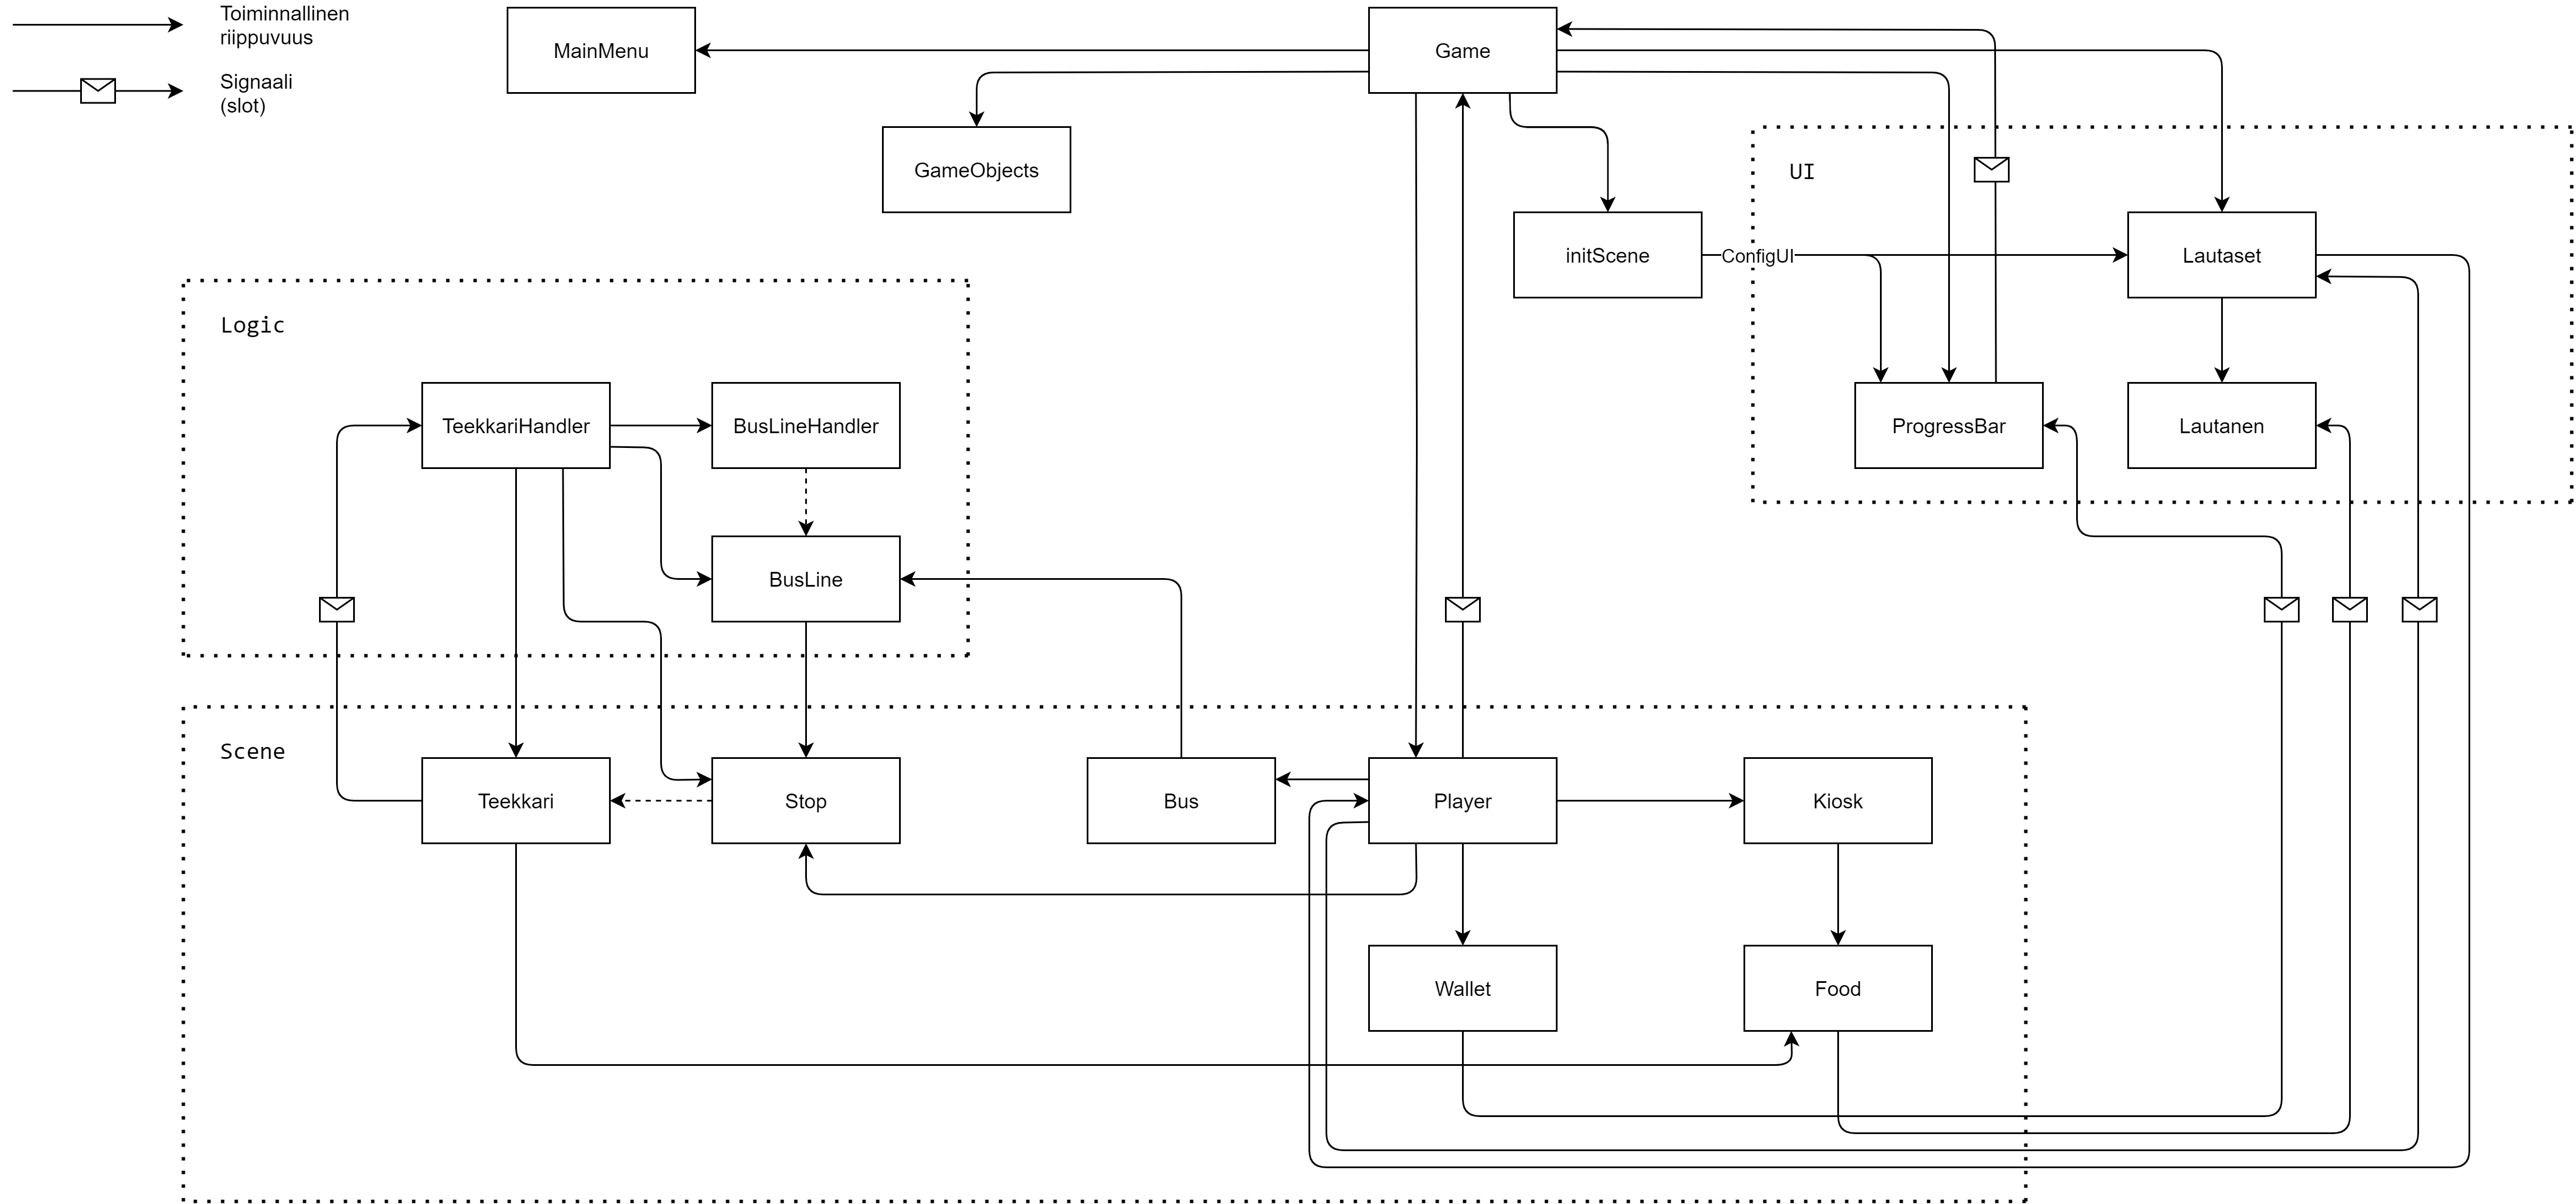 Toiminnallinen
riippuvuus
Signaali
(slot)
MainMenu
Game
GameObjects
UI
initScene
ConfigUI
Lautaset
Logic
TeekkariHandler
BusLineHandler
ProgressBar
Lautanen
BusLine
Scene
Teekkari
Stop
Bus
Player
Kiosk
Wallet
Food